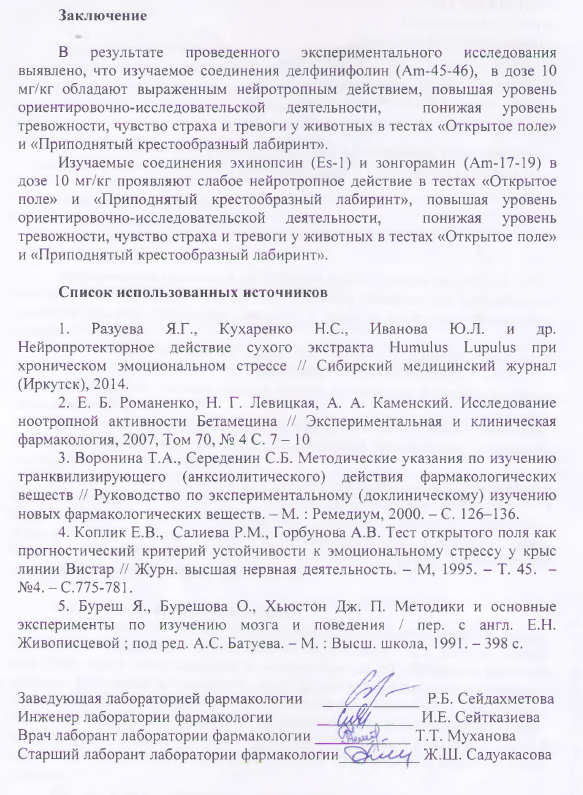 Заключение
В результате проведенного экспериментального исследования
выявлено, что изучаемое соединения делфинифолин (Am-45-46), в дозе 10
мг/кг обладают выраженным нейротропным действием, повышая уровень
ориентировочно-исследовательской деятельности, понижая уровень
тревожности, чувство страха и тревоги у животных в тестах «Открытое поле»
и «Приподнятый крестообразный лабиринт».
Изучаемые соединения эхинопсин (Es-1) и зонгорамин (Am-17-19) в
дозе 10 мг/кг проявляют слабое нейротропное действие в тестах «Открытое
поле» и «Приподнятый крестообразный лабиринт», повышая уровень
ориентировочно-исследовательской деятельности, понижая уровень
тревожности, чувство страха и тревоги у животных в тестах «Открытое поле»
и «Приподнятый крестообразный лабиринт».
Список использованных источников
1. Разуева Я.Г., Кухаренко Н.С., Иванова Ю.Л. и др.
Нейропротекторное действие сухого экстракта Humulus Lupulus при
хроническом эмоциональном стрессе // Сибирский медицинский журнал
(Иркутск), 2014.
2. Е. Б. Романенко, Н. Г. Левицкая, А. А. Каменский. Исследование
ноотропной активности Бетамецина // Экспериментальная и клиническая
фармакология, 2007, Том 70, № 4 С. 7 – 10
3. Воронина Т.А., Середенин С.Б. Методические указания по изучению
транквилизирующего (анксиолитического) действия фармакологических
веществ // Руководство по экспериментальному (доклиническому) изучению
новых фармакологических веществ. – М. : Ремедиум, 2000. – С. 126–136.
4. Коплик Е.В., Салиева Р.М., Горбунова А.В. Тест открытого поля как
прогностический критерий устойчивости к эмоциональному стрессу у крыс
линии Вистар // Журн. высшая нервная деятельность. – М, 1995. – Т. 45. –
№4. – С.775-781.
5. Буреш Я., Бурешова О., Хьюстон Дж. П. Методики и основные
эксперименты по изучению мозга и поведения / пер. с англ. Е.Н.
Живописцевой ; под ред. А.С. Батуева. – М. : Высш. школа, 1991. – 398 с.
Заведующая лабораторией фармакологии Р.Б. Сейдахметова
Инженер лаборатории фармакологии И.Е. Сейтказиева
Врач лаборант лаборатории фармакологии Т.Т. Муханова
Старший лаборант лаборатории фармакологии Ж.Ш. Садуакасова